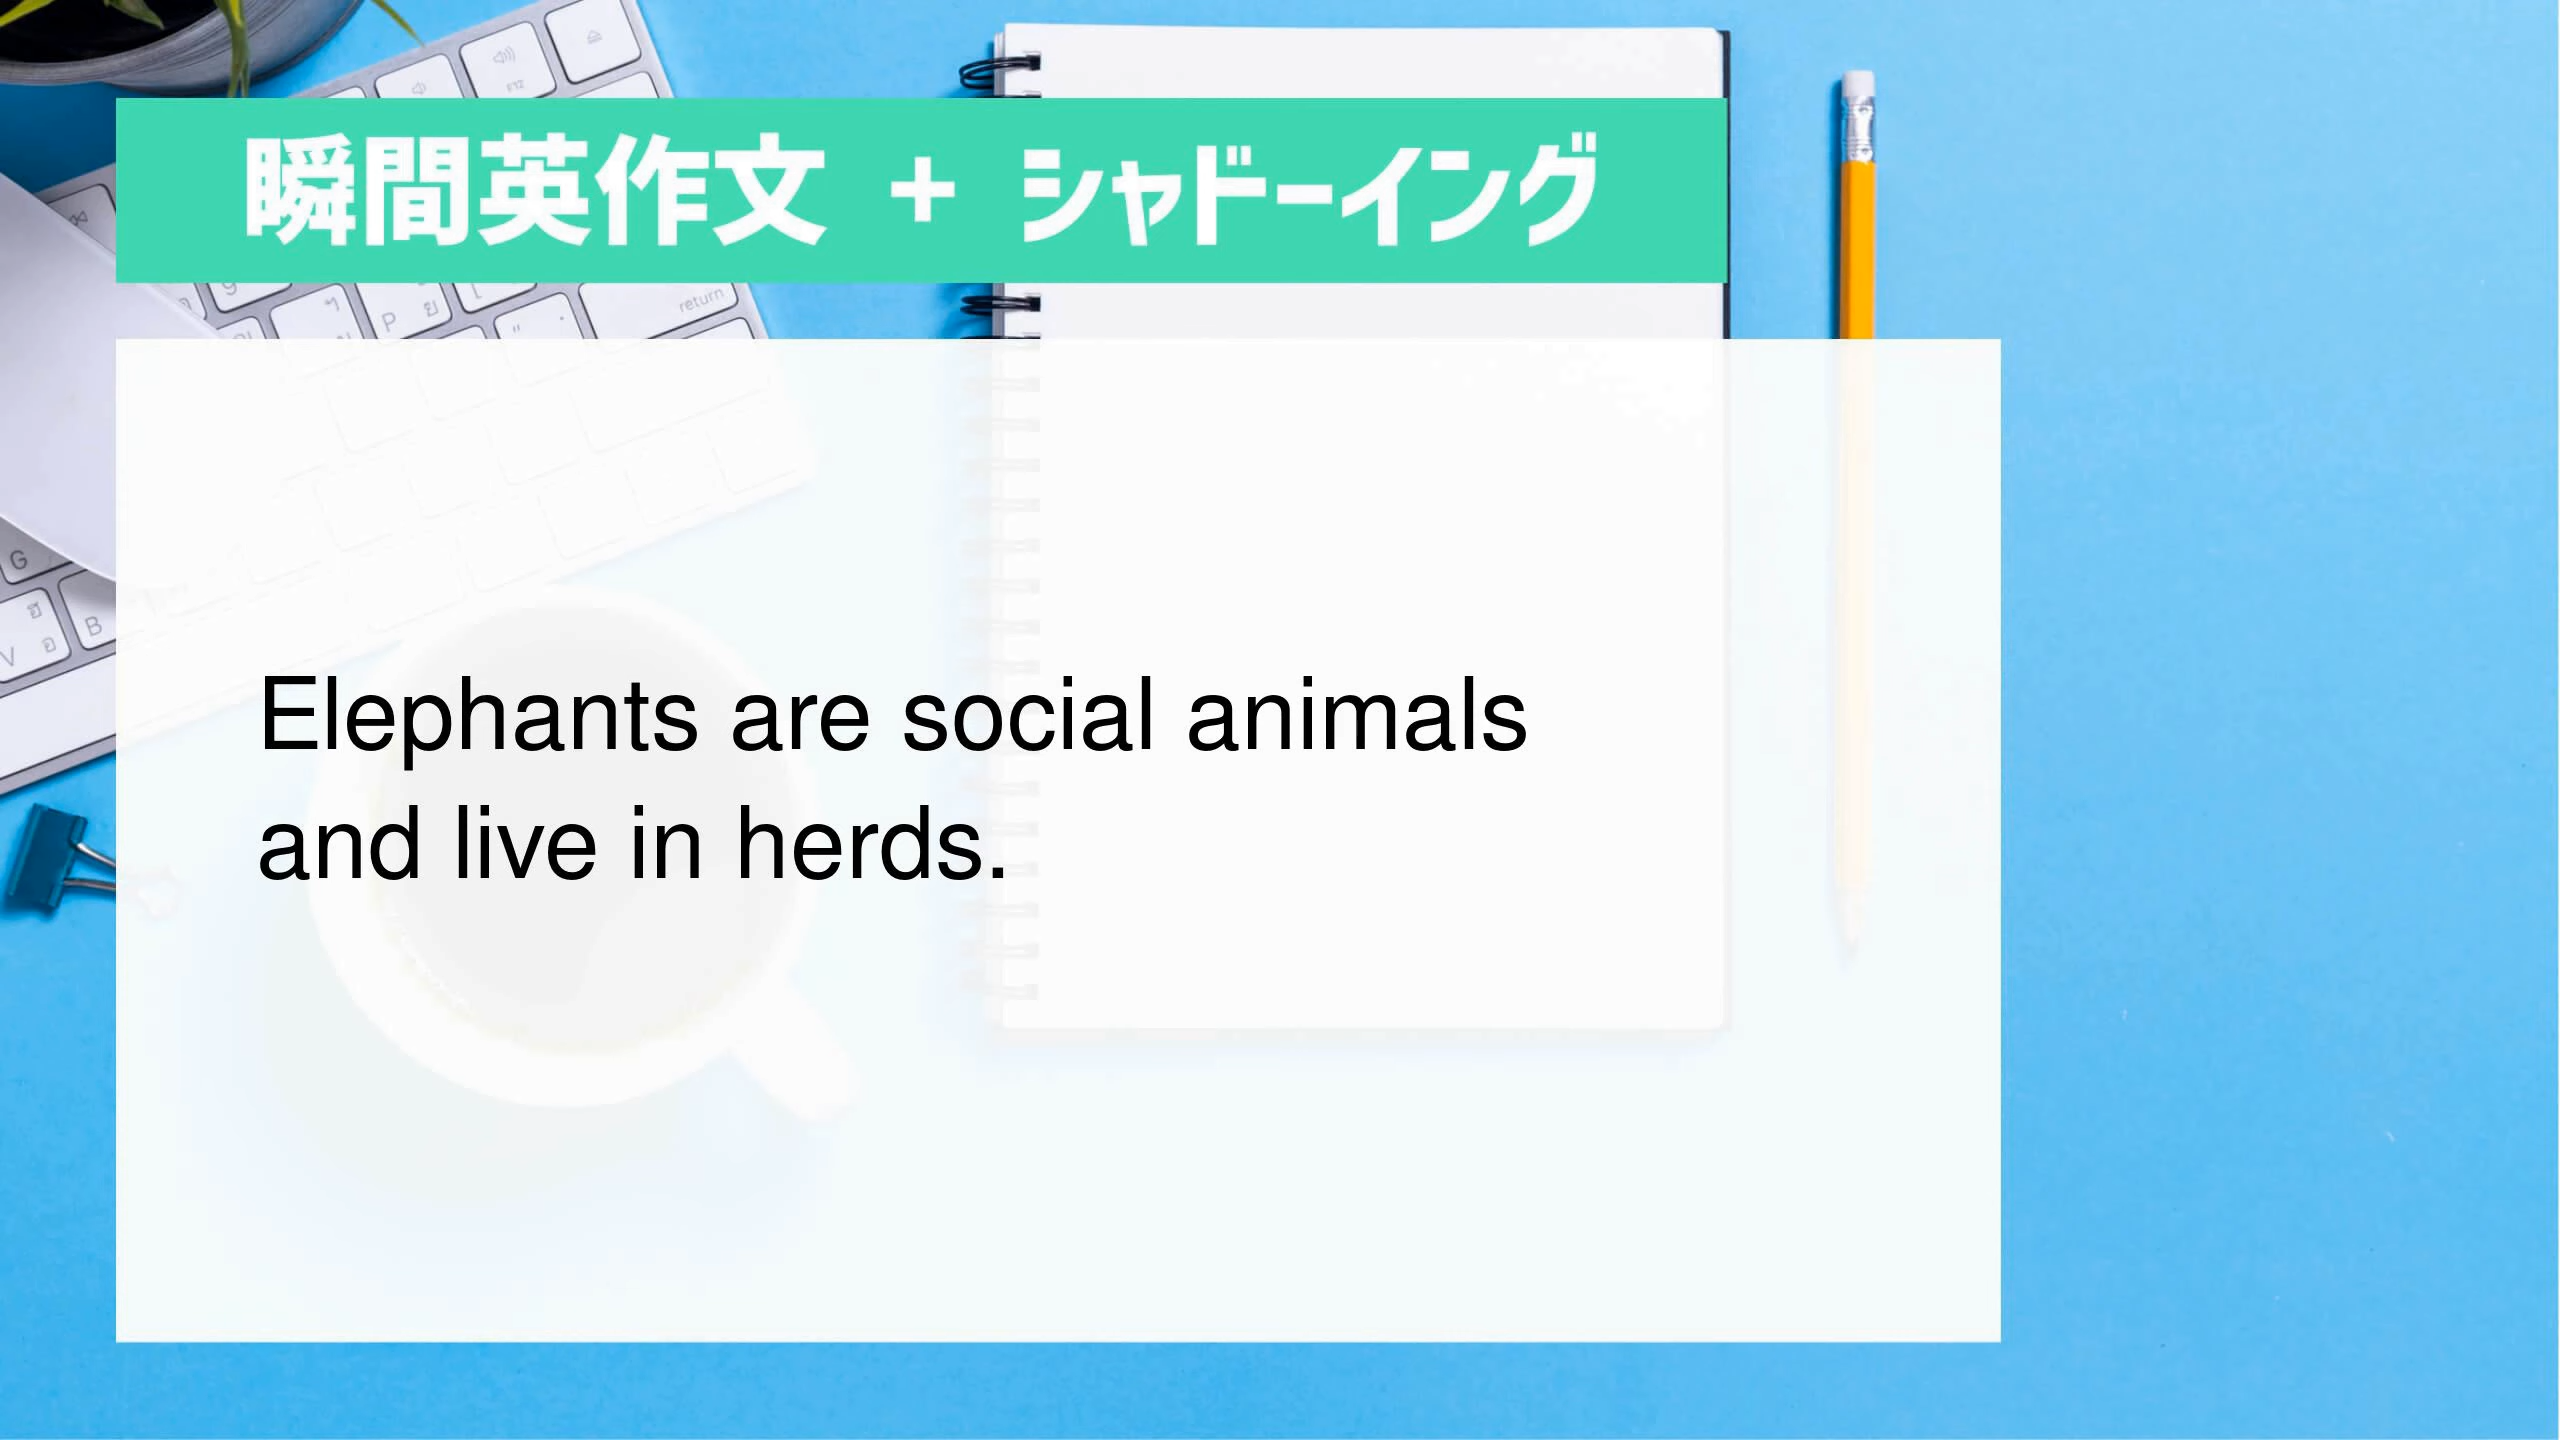 瞬間英作文 + シャドーイング
Elephants are social animals
and live in herds.
return